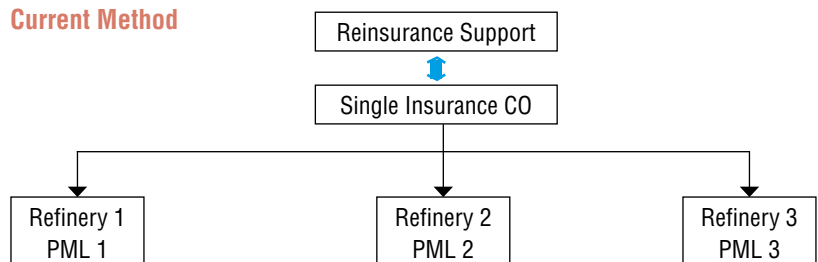 Current Method
Reinsurance Support
Single Insurance CO
Refinery 1
PML 1
Refinery 2
PML 2
Refinery 3
PML 3